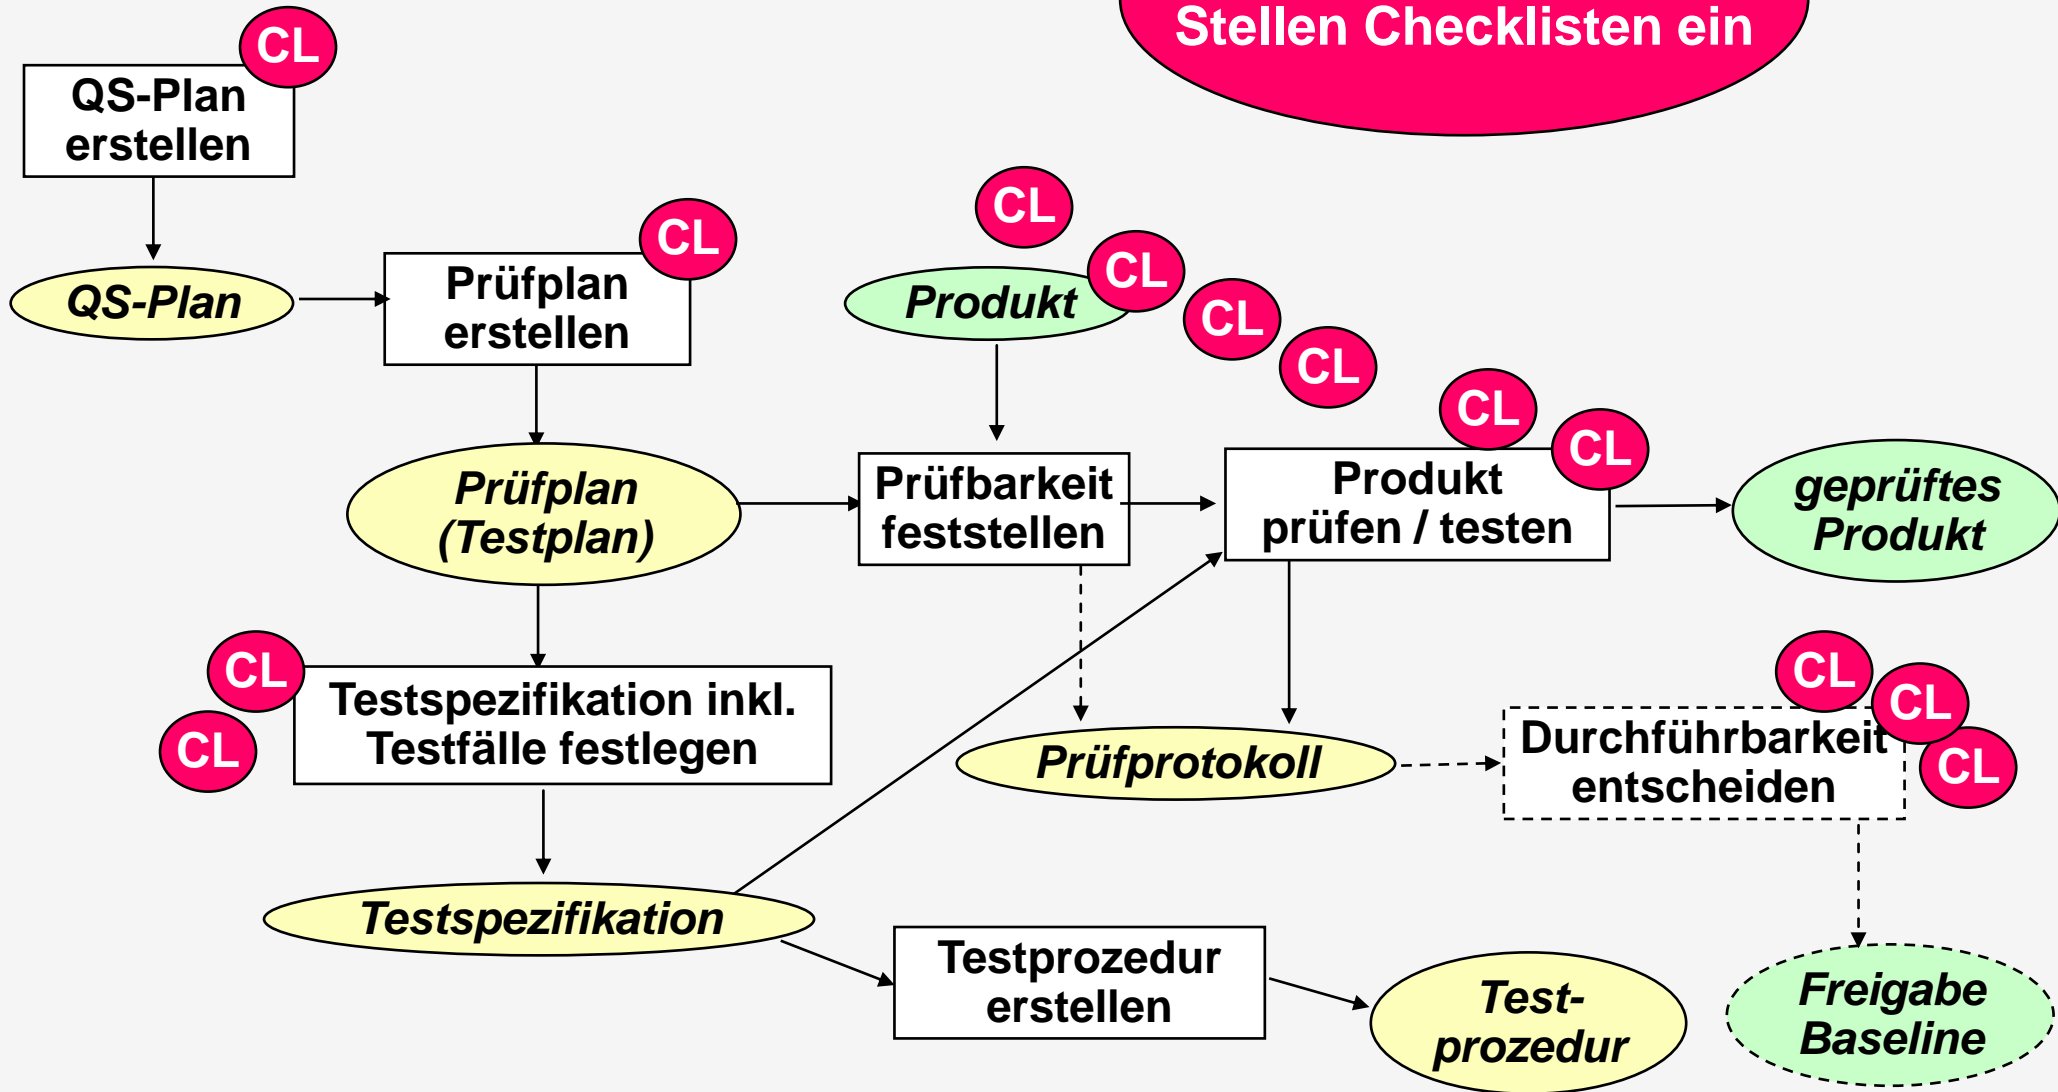 Stellen Checklisten ein
CL
QS-Plan
erstellen
CL
CL
QS-Plan
Prüfplan
erstellen
Produkt
CL
CL
CL
CL
CL
Prüfplan
(Testplan)
Prüfbarkeit
feststellen
Produkt
prüfen / testen
geprüftes
Produkt
CL
CL
Testspezifikation inkl.
Testfälle festlegen
Prüfprotokoll
CL
CL
CL
Durchführbarkeit
entscheiden
Testspezifikation
Testprozedur
erstellen
Test-
prozedur
Freigabe
Baseline